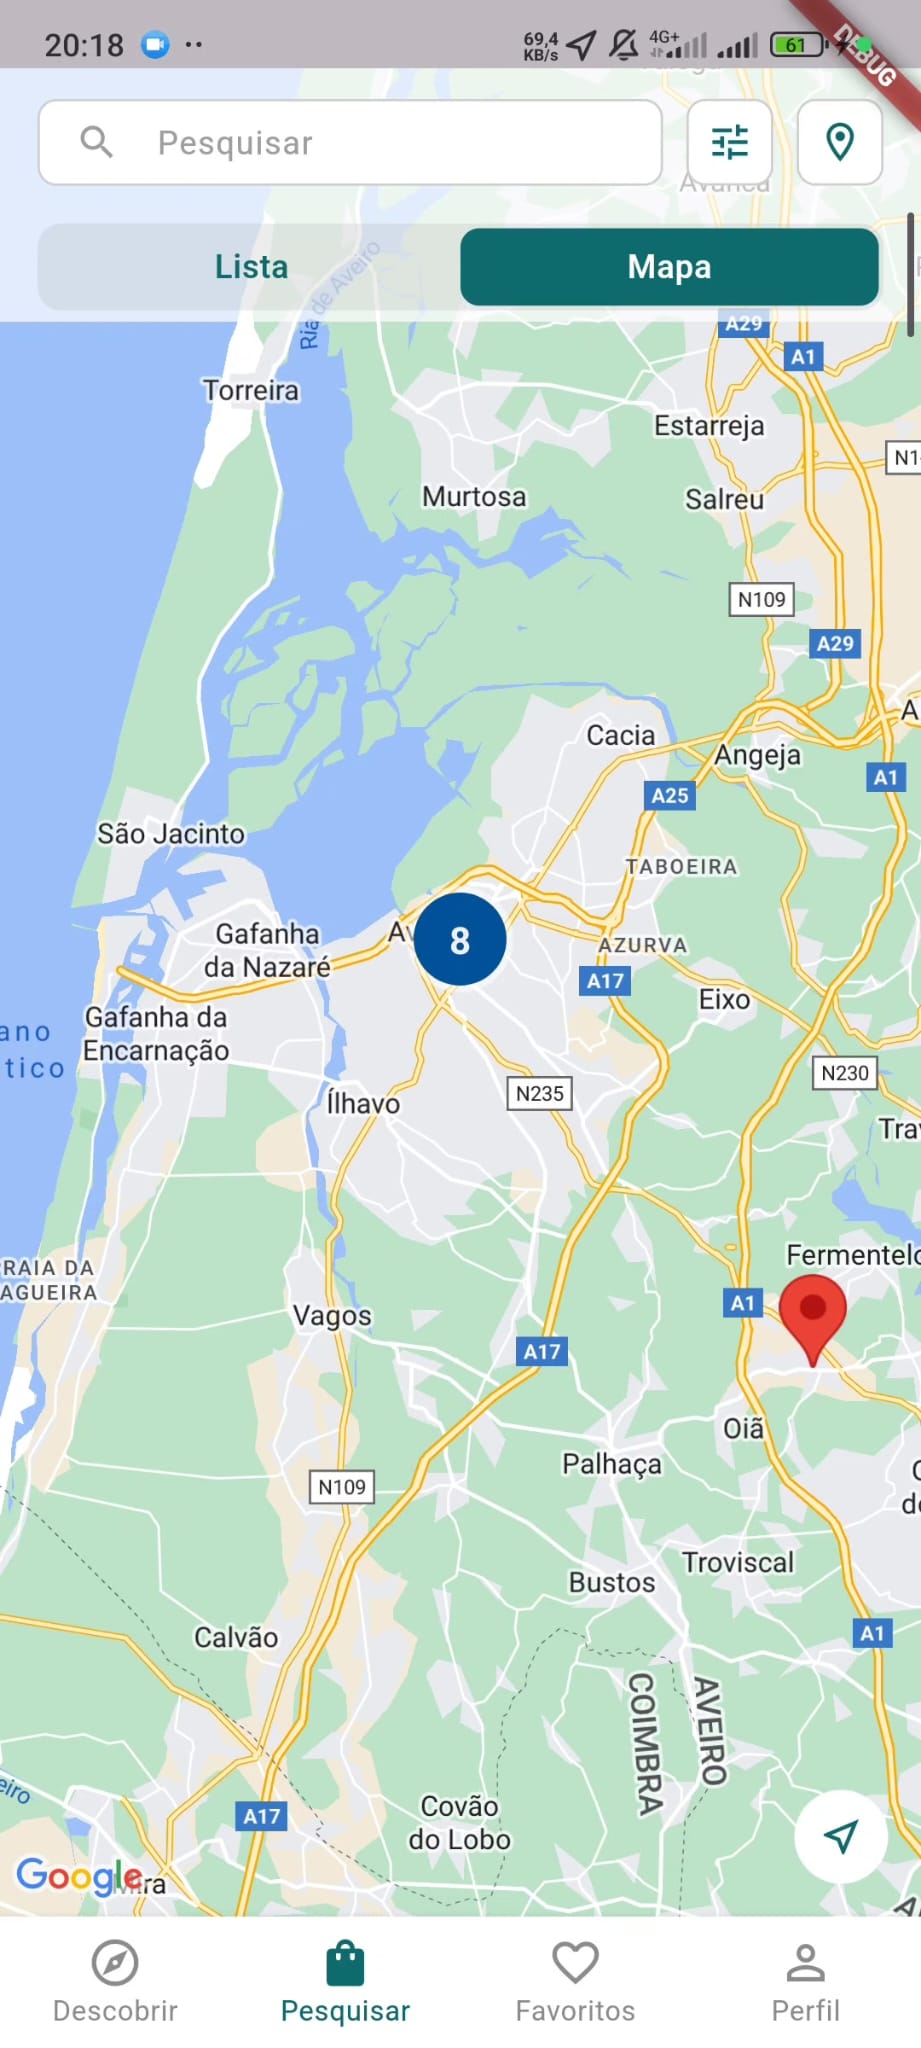 20:18
69,4
KB/s
4G+
61
DEBUG
Pesquisar
Avanca
Lista
Mapa
Ria de Aveiro
A29
A1
Torreira
Estarreja
N1
Murtosa
Salreu
N109
A29
Cacia
Angeja
A
A1
A25
São Jacinto
TABOEIRA
Av
8
Gafanha
da Nazaré
AZURVA
A17
Eixo
Gafanha da
Encarnação
ano
tico
N230
N235
Ílhavo
Tra
RAIA DA
AGUEIRA
Fermentelo
A1
Vagos
A17
Oiã
Palhaça
N109
Troviscal
Bustos
A1
Calvão
COIMBRA
AVEIRO
eiro
Covão
do Lobo
A17
Google
ira
Descobrir
Pesquisar
Favoritos
Perfil